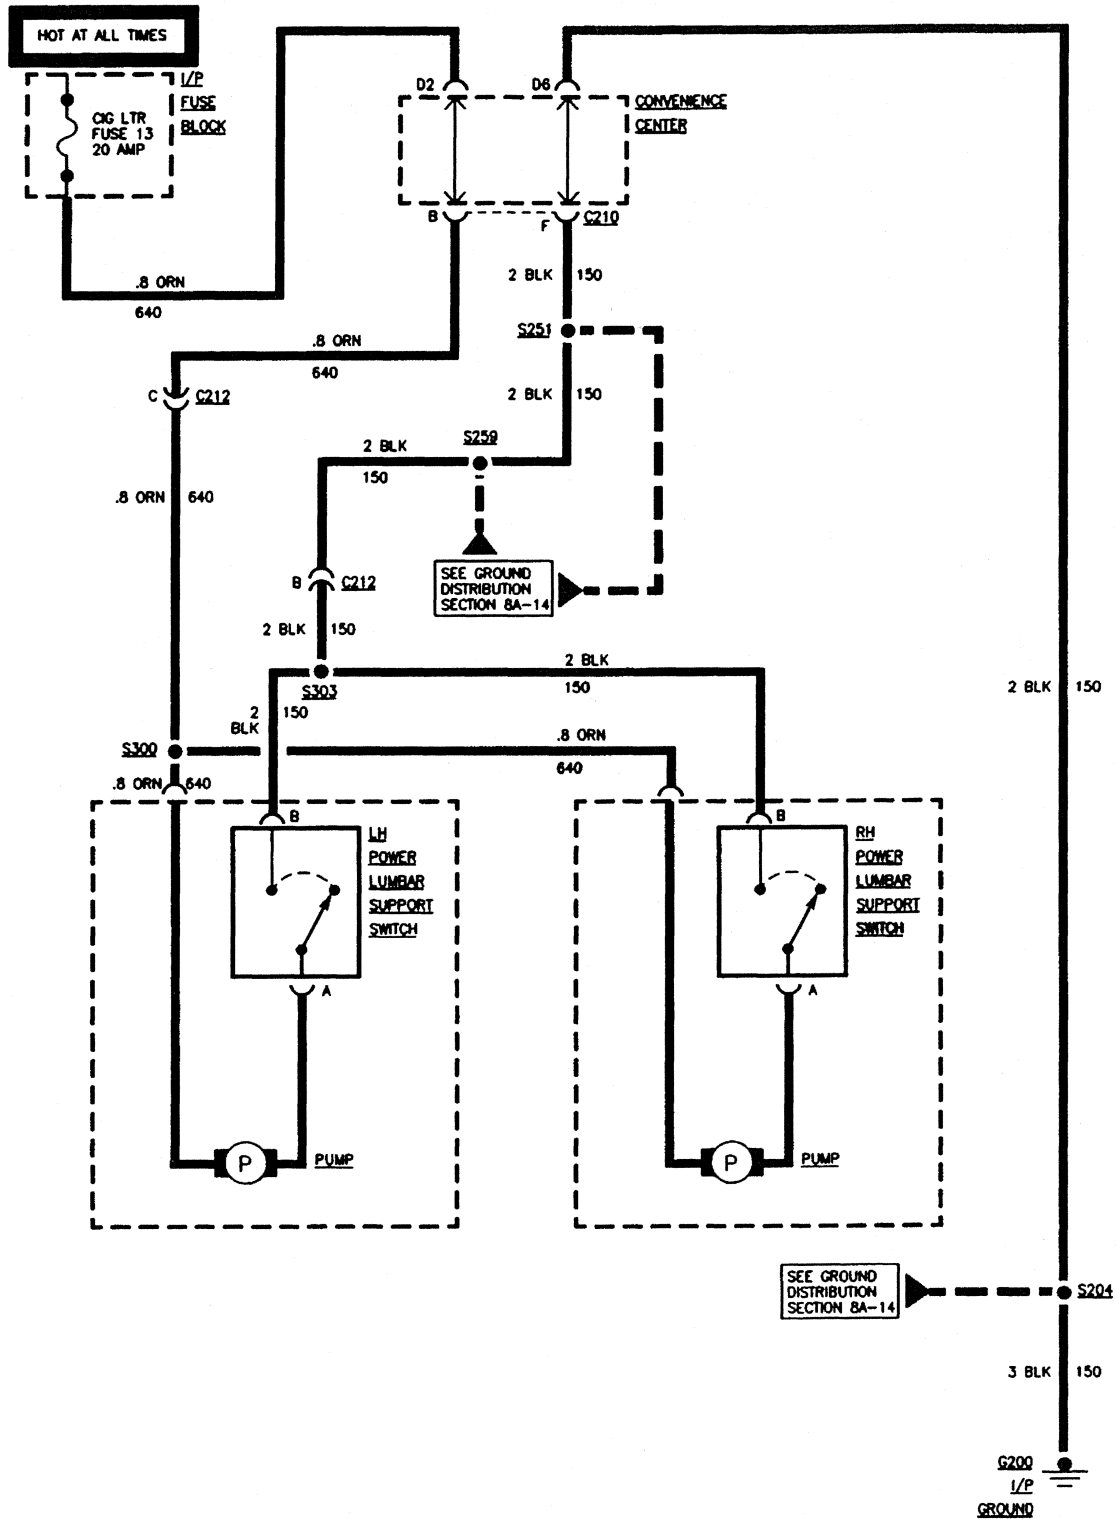 HOT AT ALL TIMES
I/P
FUSE
BLOCK
CIG LTR
FUSE 13
20 AMP
D2
D6
CONVENIENCE
CENTER
B
F
C210
.8 ORN
640
2 BLK
150
S251
.8 ORN
640
C
C212
2 BLK
150
S259
2 BLK
150
.8 ORN
640
SEE GROUND
DISTRIBUTION
SECTION 8A-14
B
C212
2 BLK
150
S303
2 BLK
150
2
BLK
150
2 BLK
150
S300
.8 ORN
640
.8 ORN
640
B
LH
POWER
LUMBAR
SUPPORT
SWITCH
A
P
PUMP
B
RH
POWER
LUMBAR
SUPPORT
SWITCH
A
P
PUMP
SEE GROUND
DISTRIBUTION
SECTION 8A-14
S204
3 BLK
150
G200
I/P
GROUND